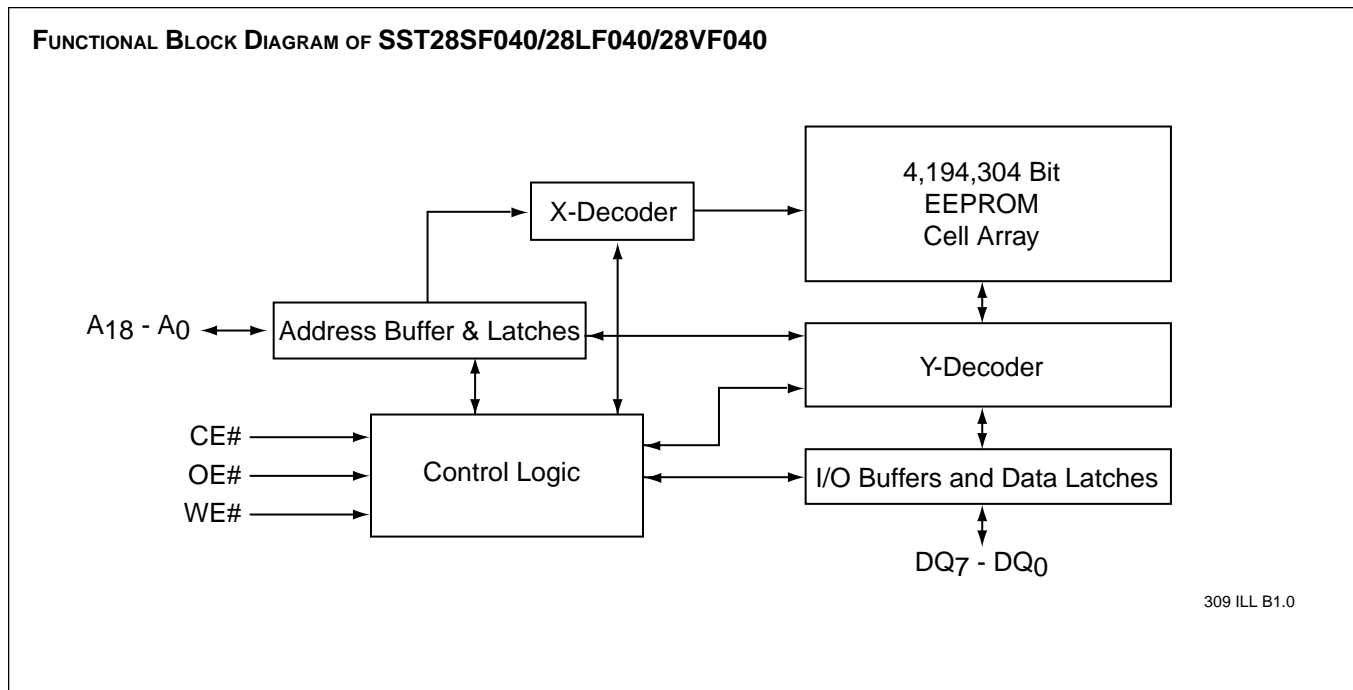 FUNCTIONAL BLOCK DIAGRAM OF SST28SF040/28LF040/28VF040
4,194,304 Bit
EEPROM
Cell Array
X-Decoder
A18 - A0
Address Buffer & Latches
Y-Decoder
CE#
OE#
WE#
Control Logic
I/O Buffers and Data Latches
DQ7 - DQ0
309 ILL B1.0